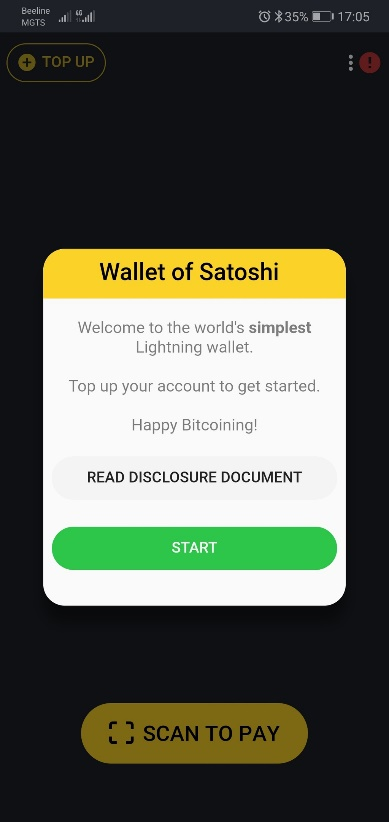 Beeline
MGTS
4G
35%
17:05
TOP UP
Wallet of Satoshi
Welcome to the world's simplest
Lightning wallet.
Top up your account to get started.
Happy Bitcoining!
READ DISCLOSURE DOCUMENT
START
SCAN TO PAY